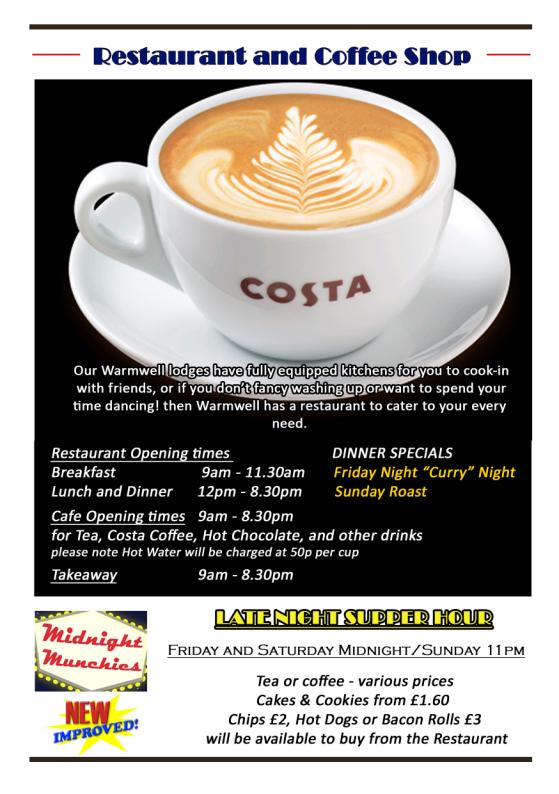 Restaurant and Coffee Shop
COSTA
Our Warmwell lodges have fully equipped kitchens for you to cook-in
with friends, or if you don't fancy washing up or want to spend your
time dancing! then Warmwell has a restaurant to cater to your every
need.
Restaurant Opening times
Breakfast 9am - 11.30am
Lunch and Dinner 12pm - 8.30pm
DINNER SPECIALS
Friday Night “Curry” Night
Sunday Roast
Cafe Opening times 9am - 8.30pm
for Tea, Costa Coffee, Hot Chocolate, and other drinks
please note Hot Water will be charged at 50p per cup
Takeaway 9am - 8.30pm
Midnight
Munchies
NEW
IMPROVED!
LATE NIGHT SUPPER HOUR
FRIDAY AND SATURDAY MIDNIGHT/SUNDAY 11PM
Tea or coffee - various prices
Cakes & Cookies from £1.60
Chips £2, Hot Dogs or Bacon Rolls £3
will be available to buy from the Restaurant